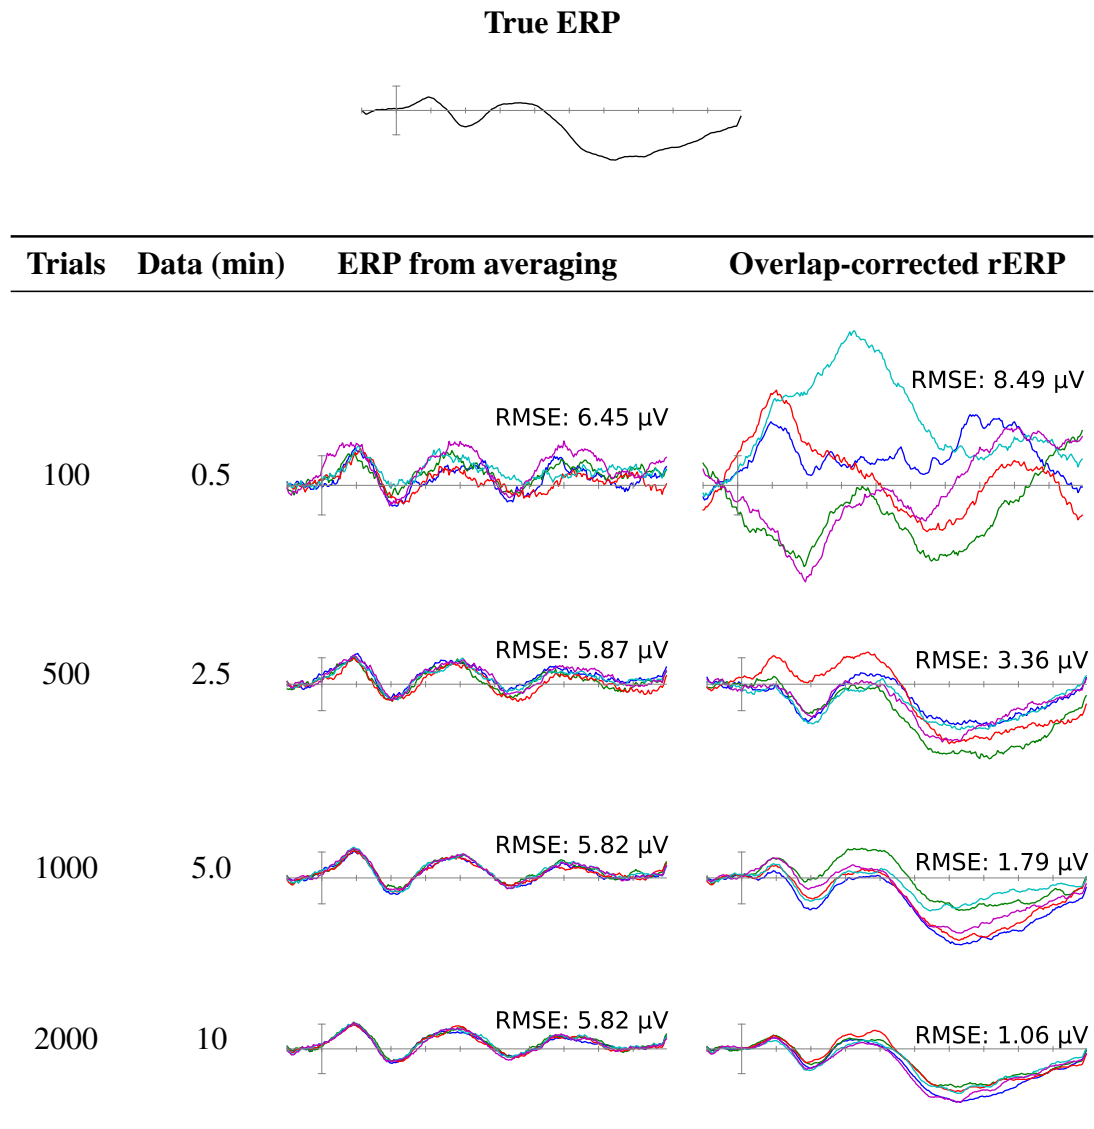 True ERP
Trials Data (min) ERP from averaging Overlap-corrected rERP
100 0.5 RMSE: 6.45 µV RMSE: 8.49 µV
500 2.5 RMSE: 5.87 µV RMSE: 3.36 µV
1000 5.0 RMSE: 5.82 µV RMSE: 1.79 µV
2000 10 RMSE: 5.82 µV RMSE: 1.06 µV